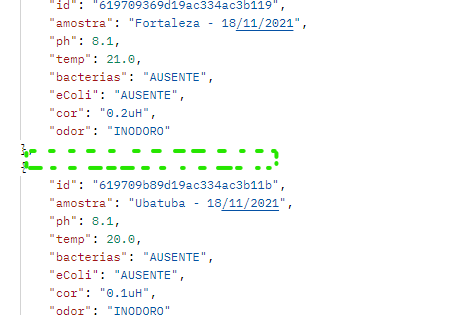 "id": "619709369d19ac334ac3b119",
"amostra": "Fortaleza - 18/11/2021",
"ph": 8.1,
"temp": 21.0,
"bacterias": "AUSENTE",
"eColi": "AUSENTE",
"cor": "0.2uH",
"odor": "INODORO"
},
{
"id": "619709b89d19ac334ac3b11b",
"amostra": "Ubatuba - 18/11/2021",
"ph": 8.1,
"temp": 20.0,
"bacterias": "AUSENTE",
"eColi": "AUSENTE",
"cor": "0.1uH",
"odor": "INODORO"